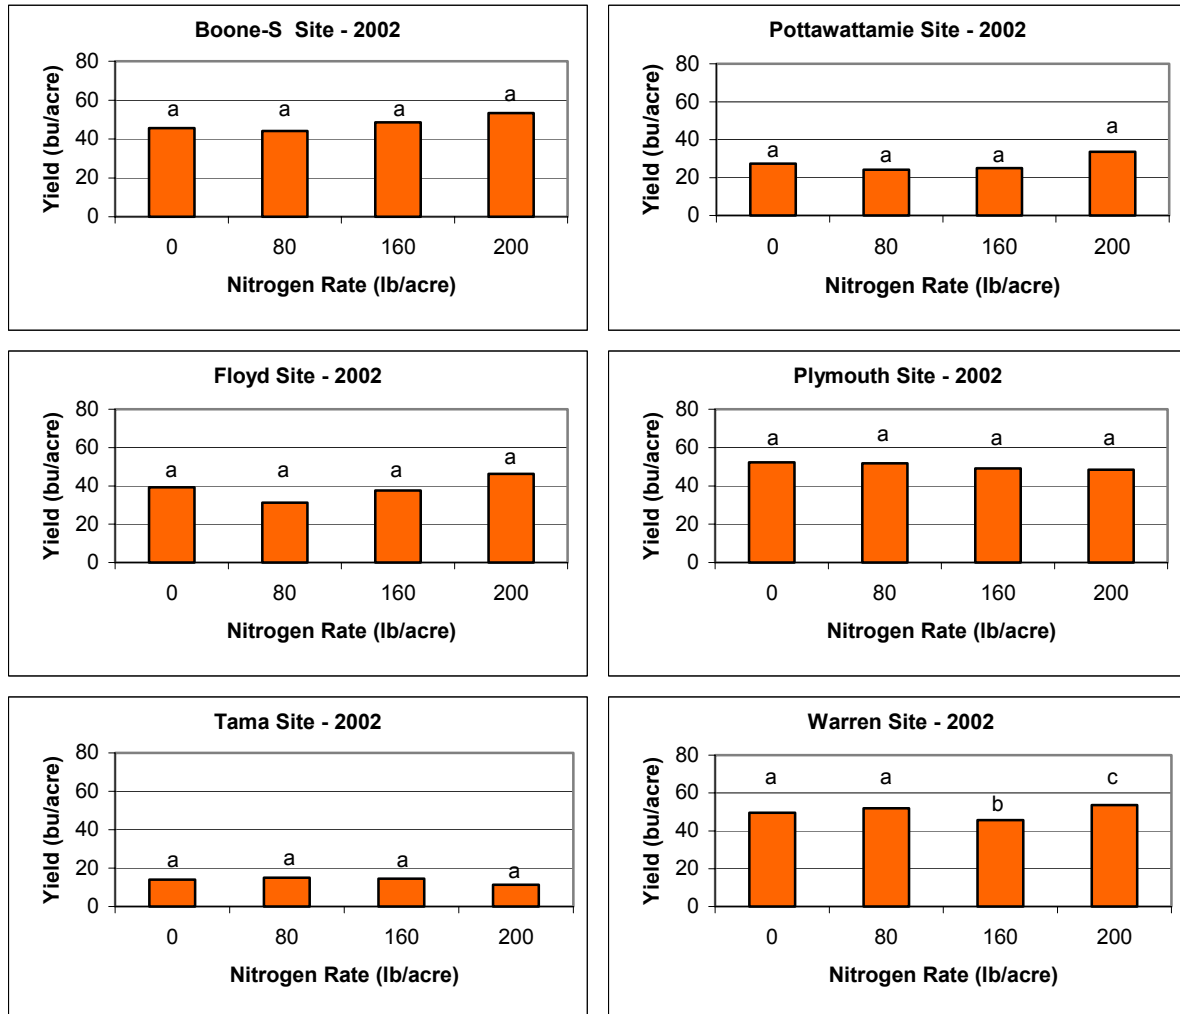 Boone-S  Site - 2002
Yield (bu/acre)
80
60
40
20
0
a a a a
0 80 160 200
Nitrogen Rate (lb/acre)
Pottawattamie Site - 2002
Yield (bu/acre)
80
60
40
20
0
a a a a
0 80 160 200
Nitrogen Rate (lb/acre)
Floyd Site - 2002
Yield (bu/acre)
80
60
40
20
0
a a a a
0 80 160 200
Nitrogen Rate (lb/acre)
Plymouth Site - 2002
Yield (bu/acre)
80
60
40
20
0
a a a a
0 80 160 200
Nitrogen Rate (lb/acre)
Tama Site - 2002
Yield (bu/acre)
80
60
40
20
0
a a a a
0 80 160 200
Nitrogen Rate (lb/acre)
Warren Site - 2002
Yield (bu/acre)
80
60
40
20
0
a a b c
0 80 160 200
Nitrogen Rate (lb/acre)